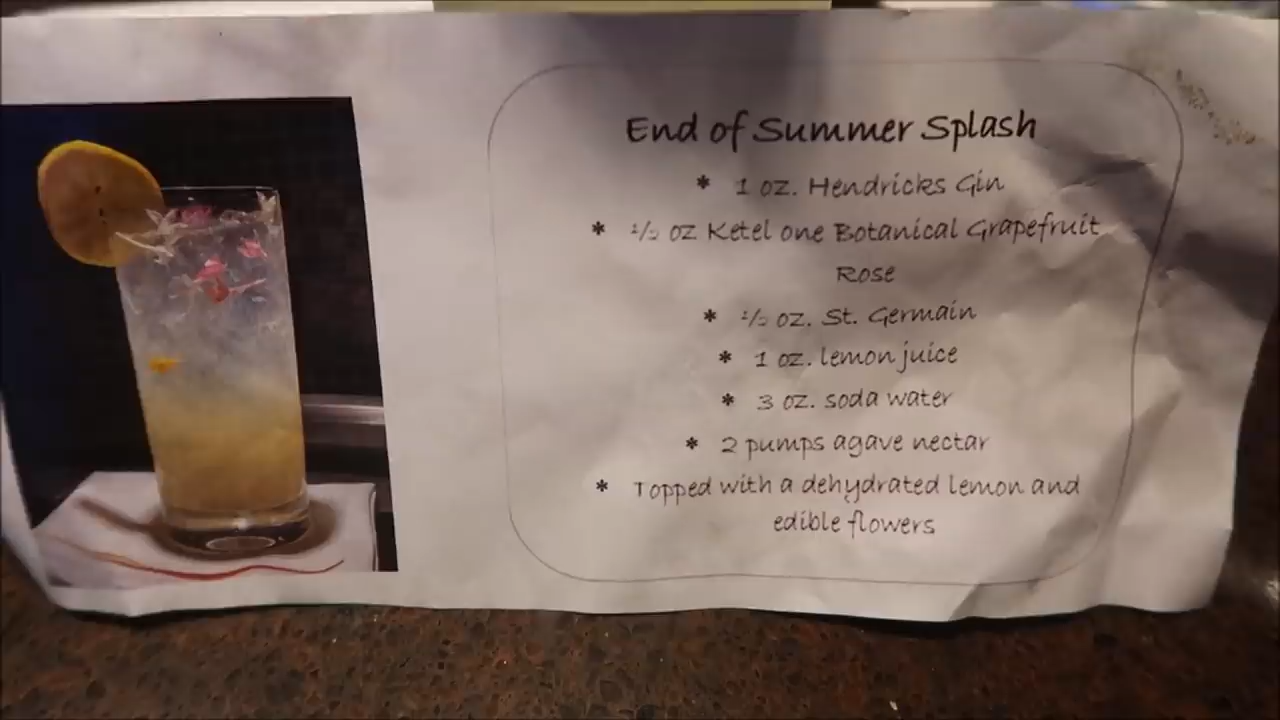 End of Summer Splash
* 1 oz. Hendricks Gin
* 1/2 oz Ketel one Botanical Grapefruit
Rose
* 1/2 oz. St. Germain
* 1 oz. lemon juice
* 3 oz. soda water
* 2 pumps agave nectar
* Topped with a dehydrated lemon and
edible flowers